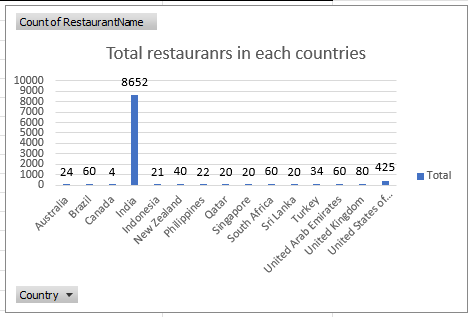 Count of RestaurantName
Total restauranrs in each countries
10000
9000
8000
7000
6000
5000
4000
3000
2000
1000
0
24 60 4 8652 21 40 22 20 20 60 20 34 60 80 425
Australia
Brazil
Canada
India
Indonesia
New Zealand
Philippines
Qatar
Singapore
South Africa
Sri Lanka
Turkey
United Arab Emirates
United Kingdom
United States of...
Total
Country